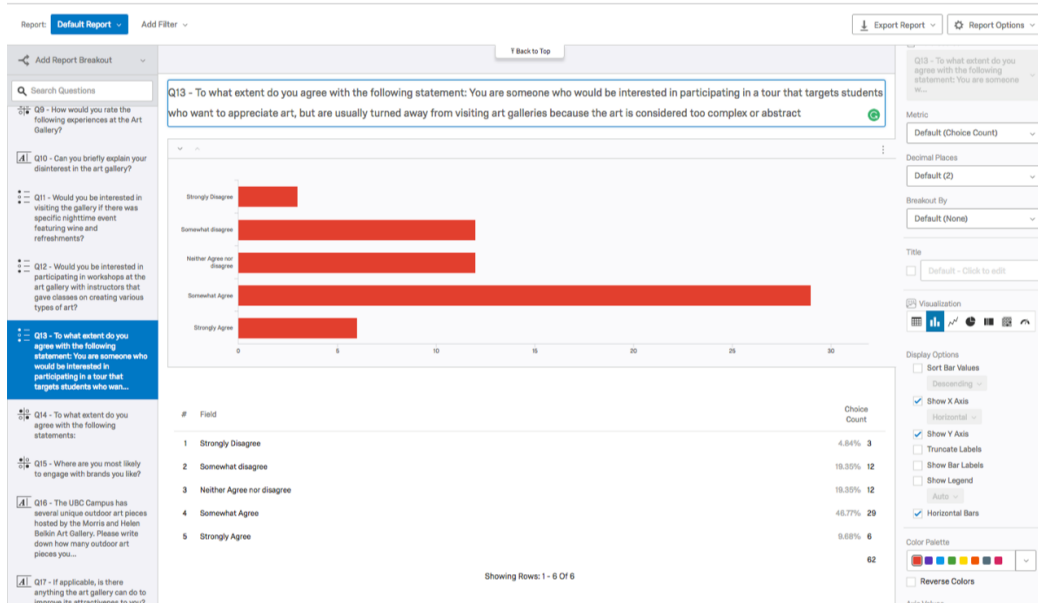 Report: Default Report Add Filter
Export Report Report Options
Add Report Breakout
Search Questions
Q9 - How would you rate the
following experiences at the Art
Gallery?
Q10 - Can you briefly explain your
disinterest in the art gallery?
Q11 - Would you be interested in
visiting the gallery if there was
specific nighttime event
featuring wine and
refreshments?
Q12 - Would you be interested in
participating in workshops at the
art gallery with instructors that
gave classes on creating various
types of art?
Q13 - To what extent do you
agree with the following
statement: You are someone who
would be interested in
participating in a tour that
targets students who wan...
Q14 - To what extent do you
agree with the following
statements:
Q15 - Where are you most likely
to engage with brands you like?
Q16 - The UBC Campus has
several unique outdoor art pieces
hosted by the Morris and Helen
Belkin Art Gallery. Please write
down how many outdoor art
pieces you...
Q17 - If applicable, is there
anything the art gallery can do to
improve its attractiveness to you?
Back to Top
Q13 - To what extent do you agree with the following statement: You are someone who would be interested in participating in a tour that targets students
who want to appreciate art, but are usually turned away from visiting art galleries because the art is considered too complex or abstract
Strongly Disagree
Somewhat disagree
Neither Agree nor
disagree
Somewhat Agree
Strongly Agree
0 5 10 15 20 25 30
# Field Choice
Count
1 Strongly Disagree 4.84% 3
2 Somewhat disagree 19.35% 12
3 Neither Agree nor disagree 19.35% 12
4 Somewhat Agree 46.77% 29
5 Strongly Agree 9.68% 6
62
Showing Rows: 1 - 6 Of 6
Q13 - To what extent do you
agree with the following
statement: You are someone
w...
Metric
Default (Choice Count)
Decimal Places
Default (2)
Breakout By
Default (None)
Title
Default - Click to edit
Visualization
Display Options
Sort Bar Values
Descending
Show X Axis
Horizontal
Show Y Axis
Truncate Labels
Show Bar Labels
Show Legend
Auto
Horizontal Bars
Color Palette
Reverse Colors
Axis Values